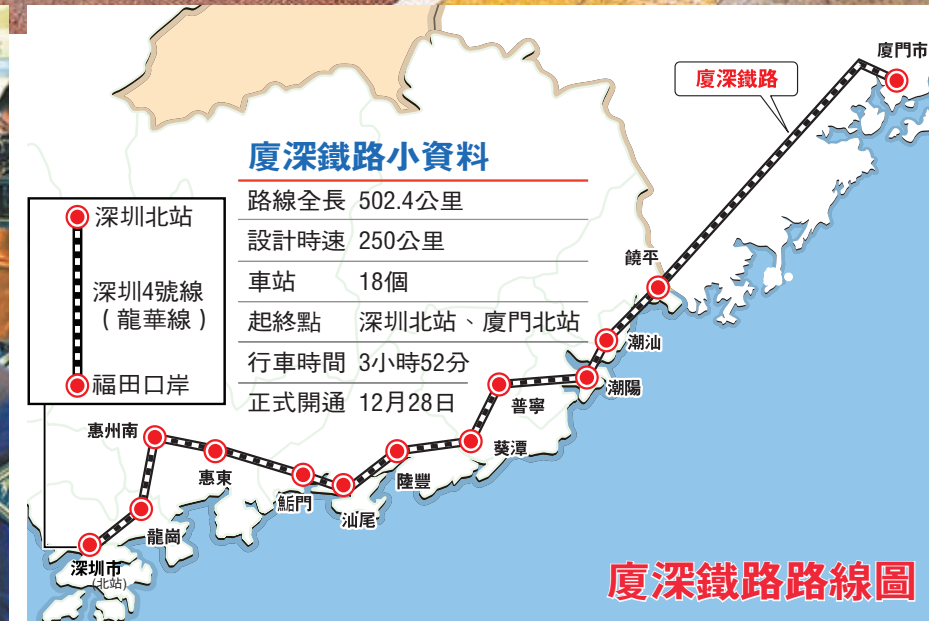 廈門市
廈深鐵路
廈深鐵路小資料
路線全長 502.4公里
設計時速 250公里
車站 18個
起終點 深圳北站、廈門北站
行車時間 3小時52分
正式開通 12月28日
深圳北站
深圳4號線
(龍華線)
福田口岸
饒平
潮汕
潮陽
普寧
葵潭
陸豐
汕尾
鮜門
惠東
惠州南
龍崗
深圳市
(北站)
廈深鐵路路線圖